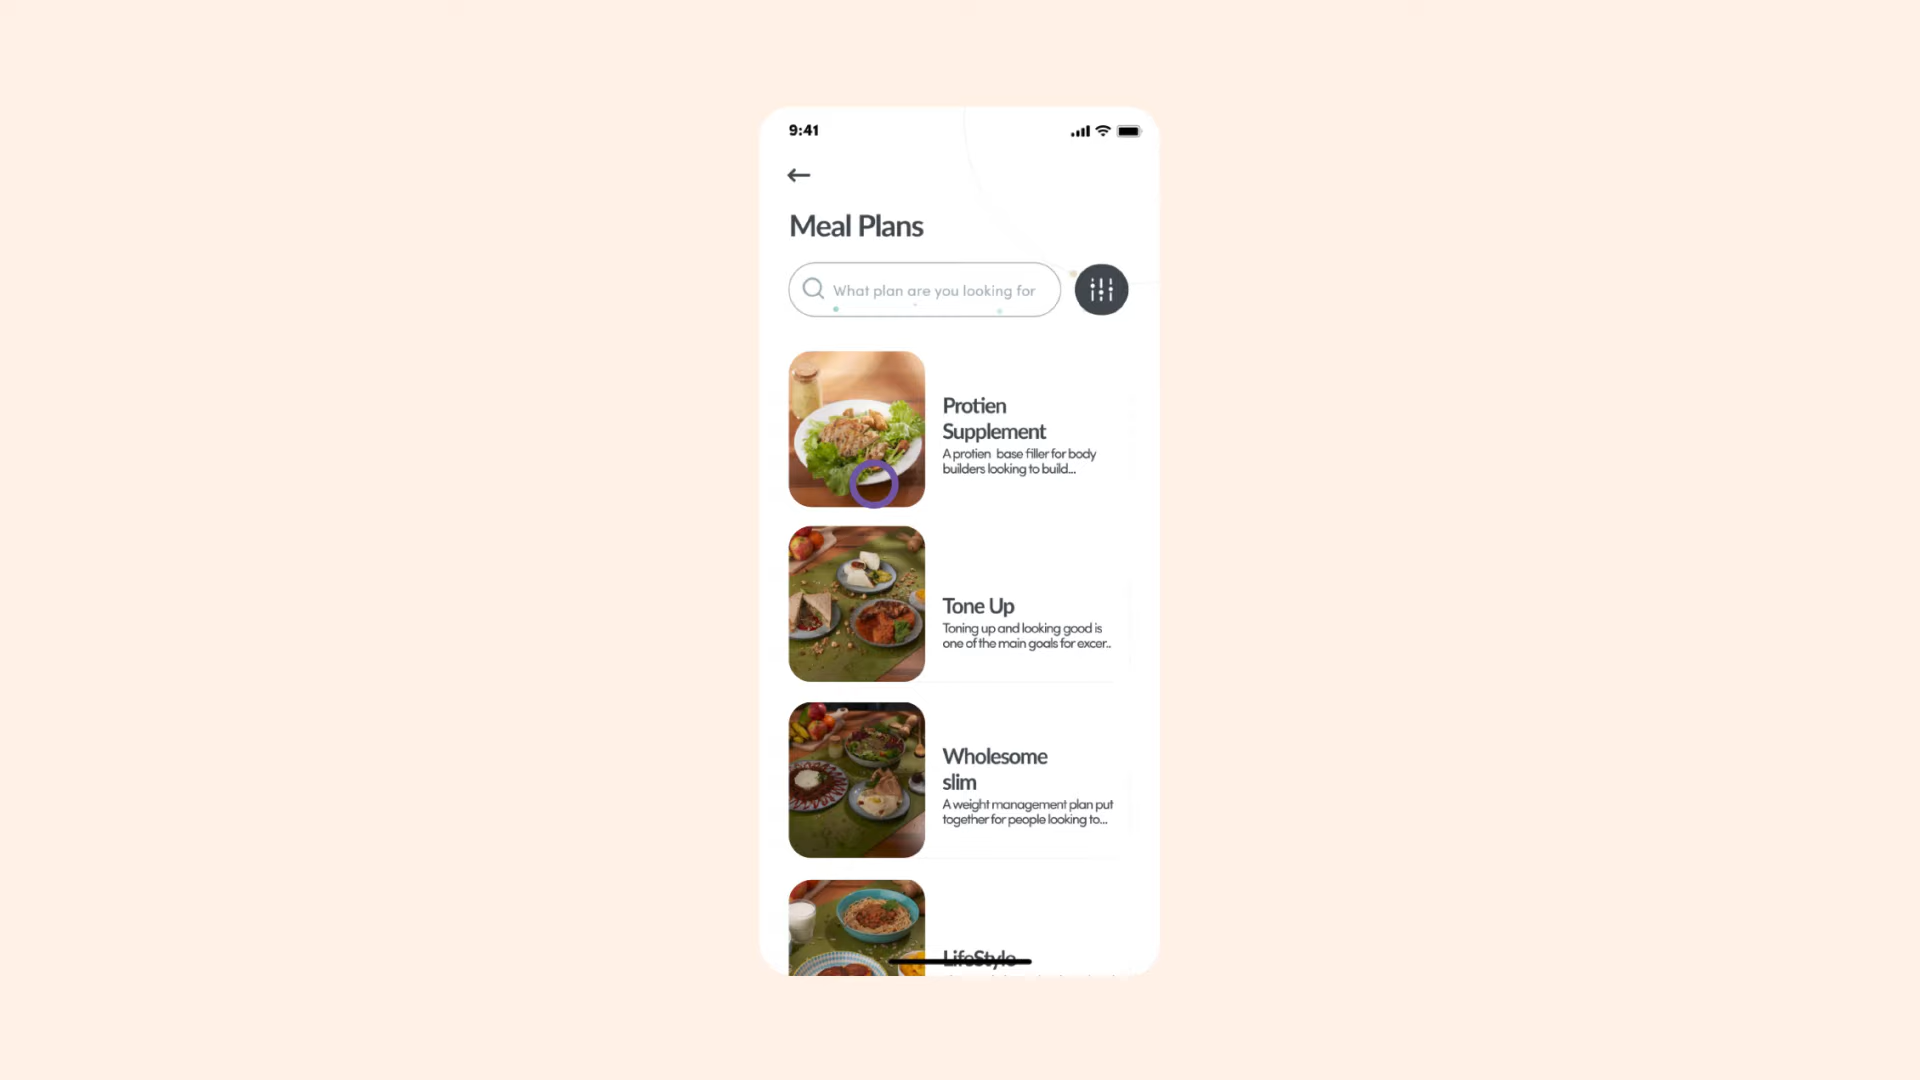 9:41
Meal Plans
What plan are you looking for
Protien
Supplement
A protien base filler for body
builders looking to build...
Tone Up
Toning up and looking good is
one of the main goals for excer..
Wholesome
slim
A weight management plan put
together for people looking to...
LifeStyle